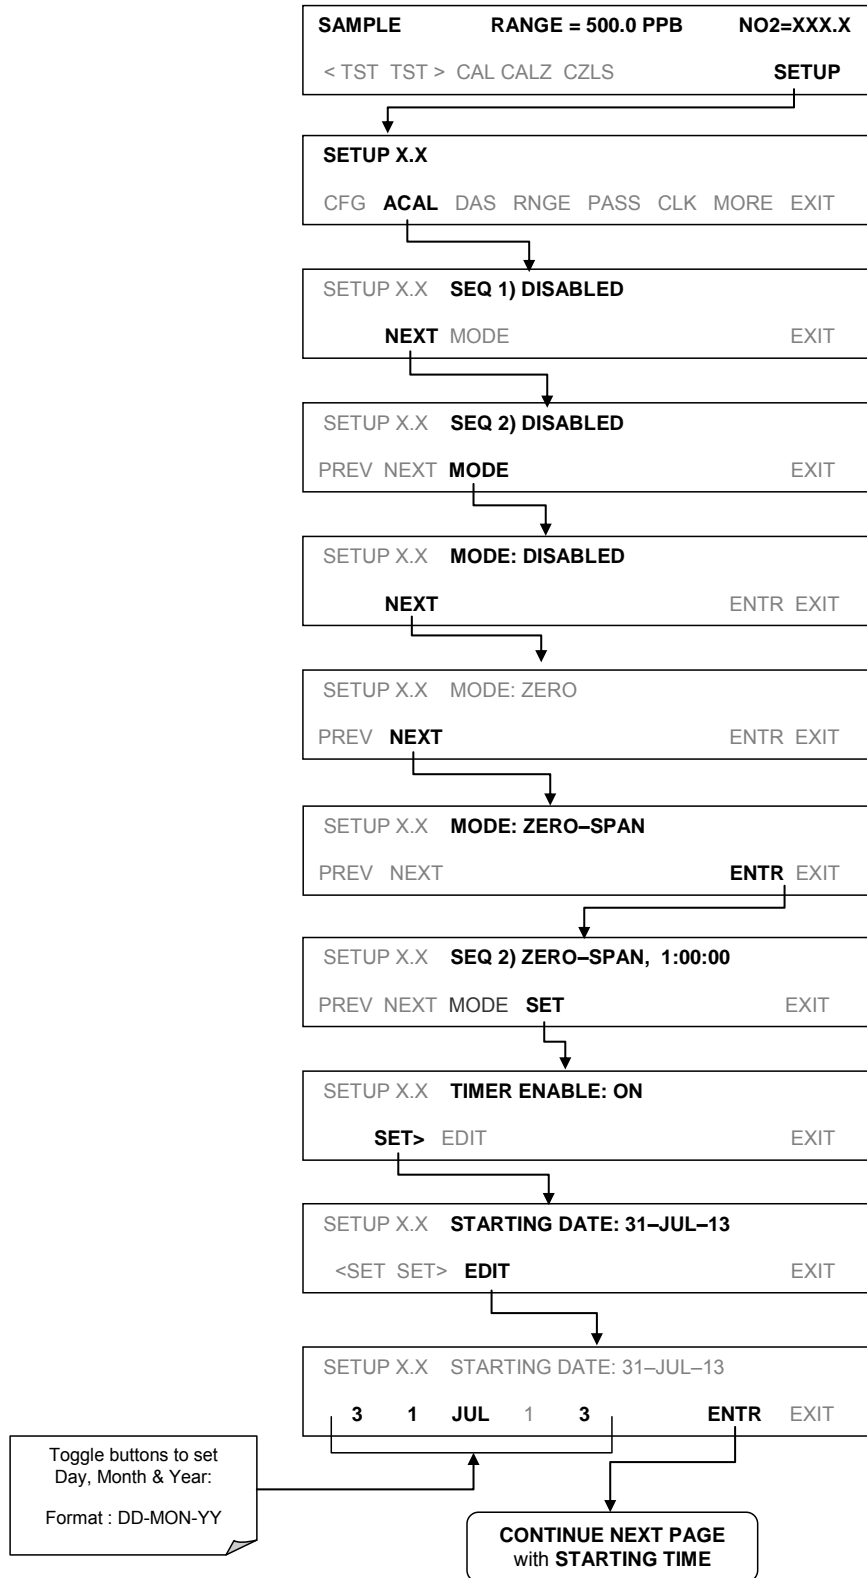 SAMPLE RANGE = 500.0 PPB NO2=XXX.X
< TST TST > CAL CALZ CZLS SETUP
SETUP X.X
CFG ACAL DAS RNGE PASS CLK MORE EXIT
SETUP X.X SEQ 1) DISABLED
NEXT MODE EXIT
SETUP X.X SEQ 2) DISABLED
PREV NEXT MODE EXIT
SETUP X.X MODE: DISABLED
NEXT ENTR EXIT
SETUP X.X MODE: ZERO
PREV NEXT ENTR EXIT
SETUP X.X MODE: ZERO–SPAN
PREV NEXT ENTR EXIT
SETUP X.X SEQ 2) ZERO–SPAN, 1:00:00
PREV NEXT MODE SET EXIT
SETUP X.X TIMER ENABLE: ON
SET> EDIT EXIT
SETUP X.X STARTING DATE: 31–JUL–13
<SET SET> EDIT EXIT
SETUP X.X STARTING DATE: 31–JUL–13
3 1 JUL 1 3 ENTR EXIT
Toggle buttons to set
Day, Month & Year:
Format : DD-MON-YY
CONTINUE NEXT PAGE
with STARTING TIME